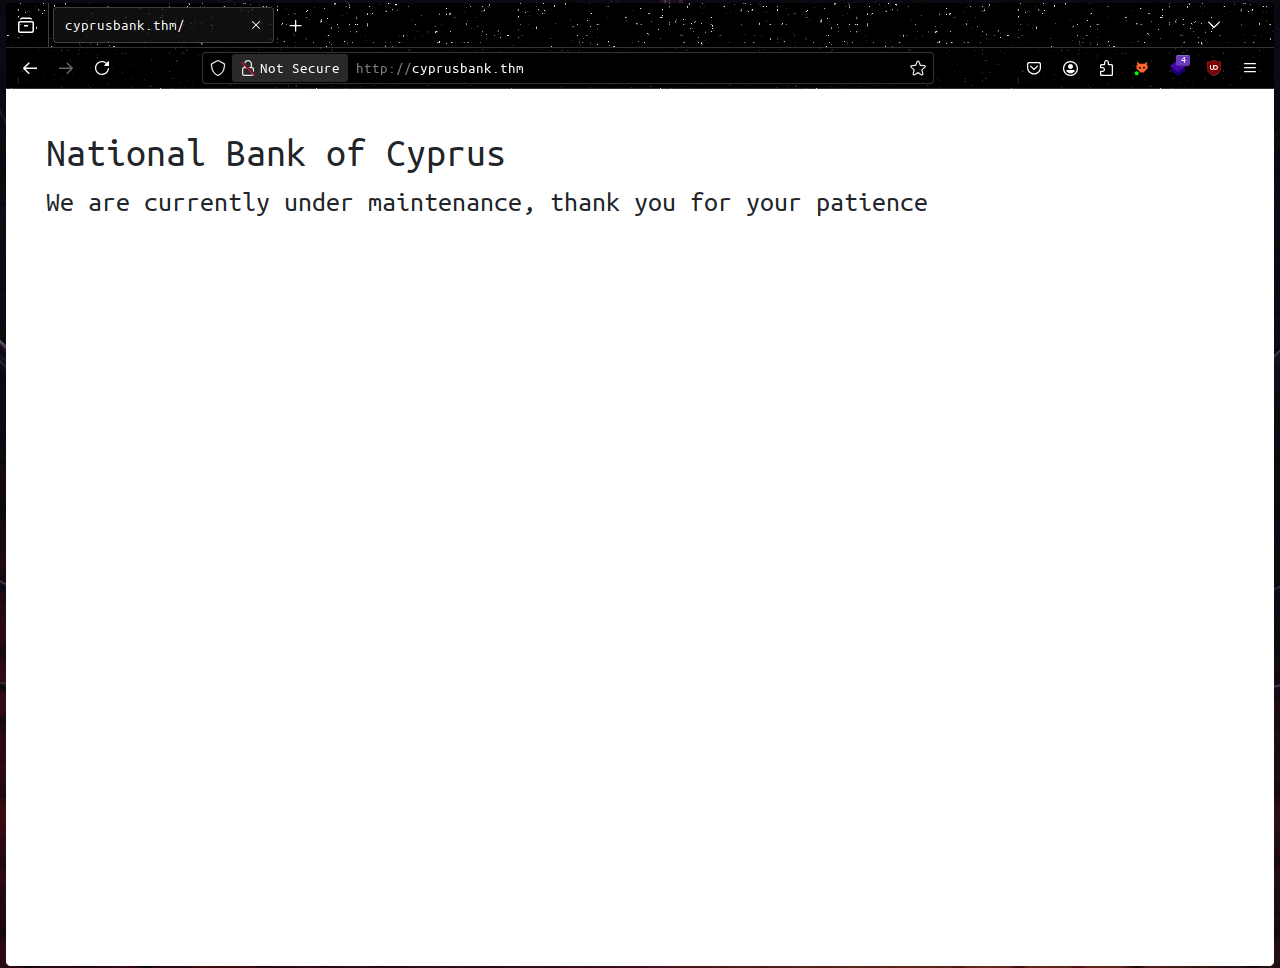 cyprusbank.thm/
Not Secure http://cyprusbank.thm
4
UO
National Bank of Cyprus
We are currently under maintenance, thank you for your patience